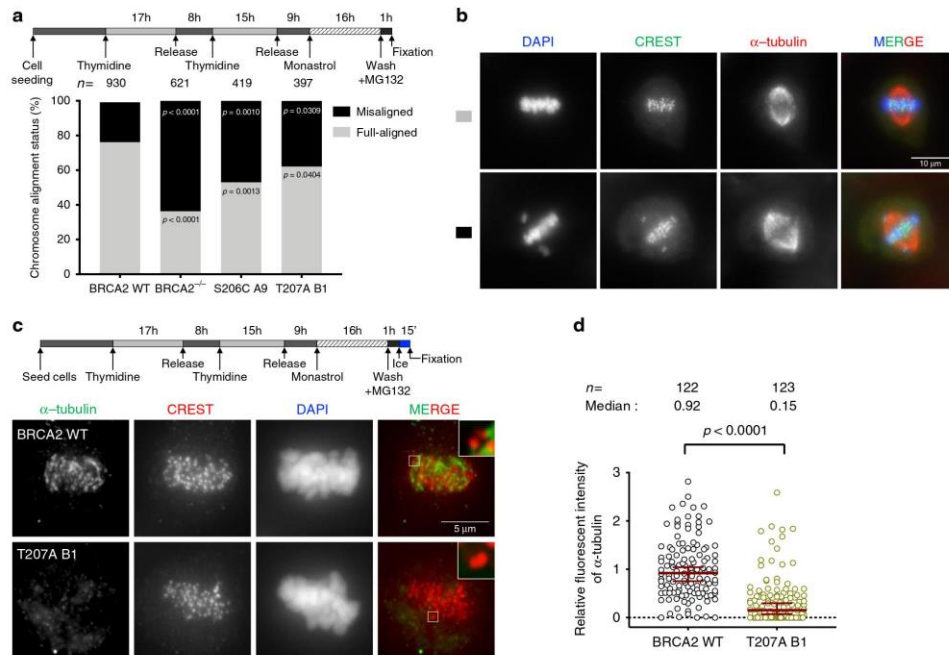 a
17h 8h 15h 9h 16h 1h
Release Release Fixation
Cell seeding Thymidine Thymidine Monastrol Wash +MG132
n= 930 621 419 397
Chromosome alignment status (%)
100
80
60
40
20
0
p < 0.0001 p = 0.0010 p = 0.0309
p < 0.0001 p = 0.0013 p = 0.0404
Misaligned
Full-aligned
BRCA2 WT BRCA2–/– S206C A9 T207A B1
b
DAPI CREST α–tubulin MERGE
10 μm
c
17h 8h 15h 9h 16h 1h 15'
Release Release Ice Fixation
Seed cells Thymidine Thymidine Monastrol Wash +MG132
α–tubulin CREST DAPI MERGE
BRCA2 WT
5 μm
T207A B1
d
n= 122 123
Median : 0.92 0.15
p < 0.0001
Relative fluorescent intensity of α-tubulin
3
2
1
0
BRCA2 WT T207A B1